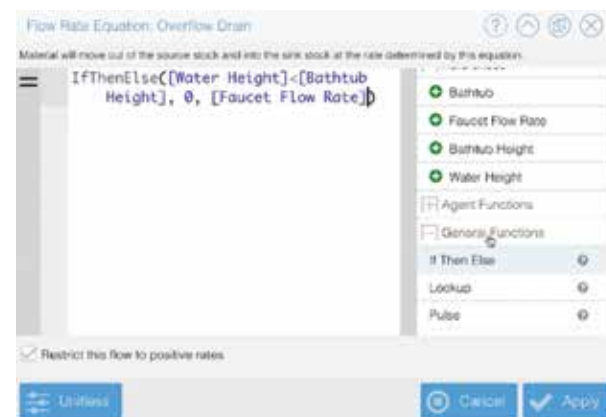 Flow Rate Equation: Overflow Drain
Material will move out of the source stock and into the sink stock at the rate determined by this equation.
=
IfThenElse([Water Height]<[Bathtub
Height], 0, [Faucet Flow Rate])
Bathtub
Faucet Flow Rate
Bathtub Height
Water Height
Agent Functions
General Functions
If Then Else
Lookup
Pulse
Restrict this flow to positive rates
Unitless
Cancel
Apply